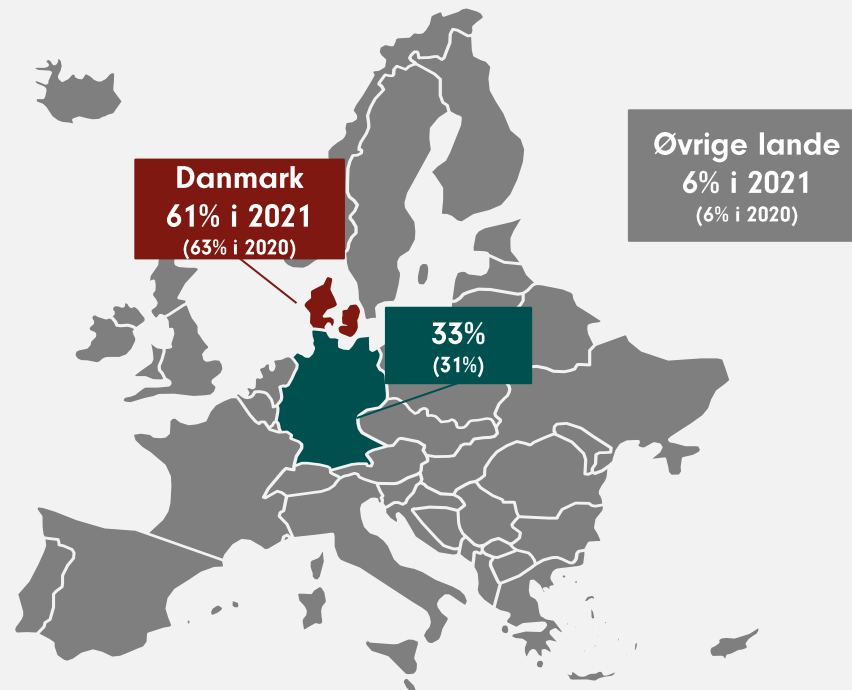 Øvrige lande
6% i 2021
(6% i 2020)
Danmark
61% i 2021
(63% i 2020)
33%
(31%)